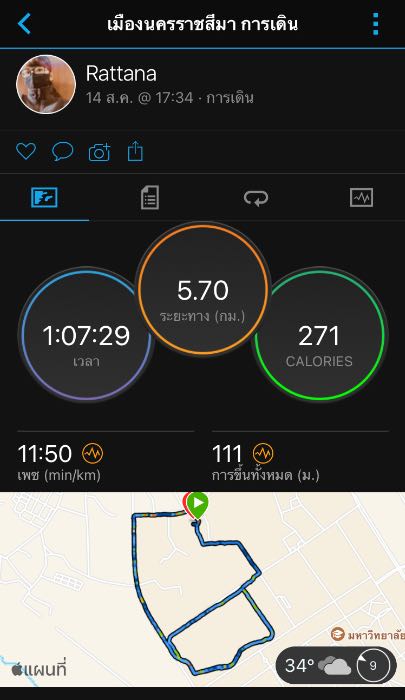 เมืองนครราชสีมา การเดิน
Rattana
14 ส.ค. @ 17:34 · การเดิน
5.70
ระยะทาง (กม.)
1:07:29
เวลา
271
CALORIES
11:50
เพซ (min/km)
111
การขึ้นทั้งหมด (ม.)
มหาวิทยาลัย
แผนที่
34°
9